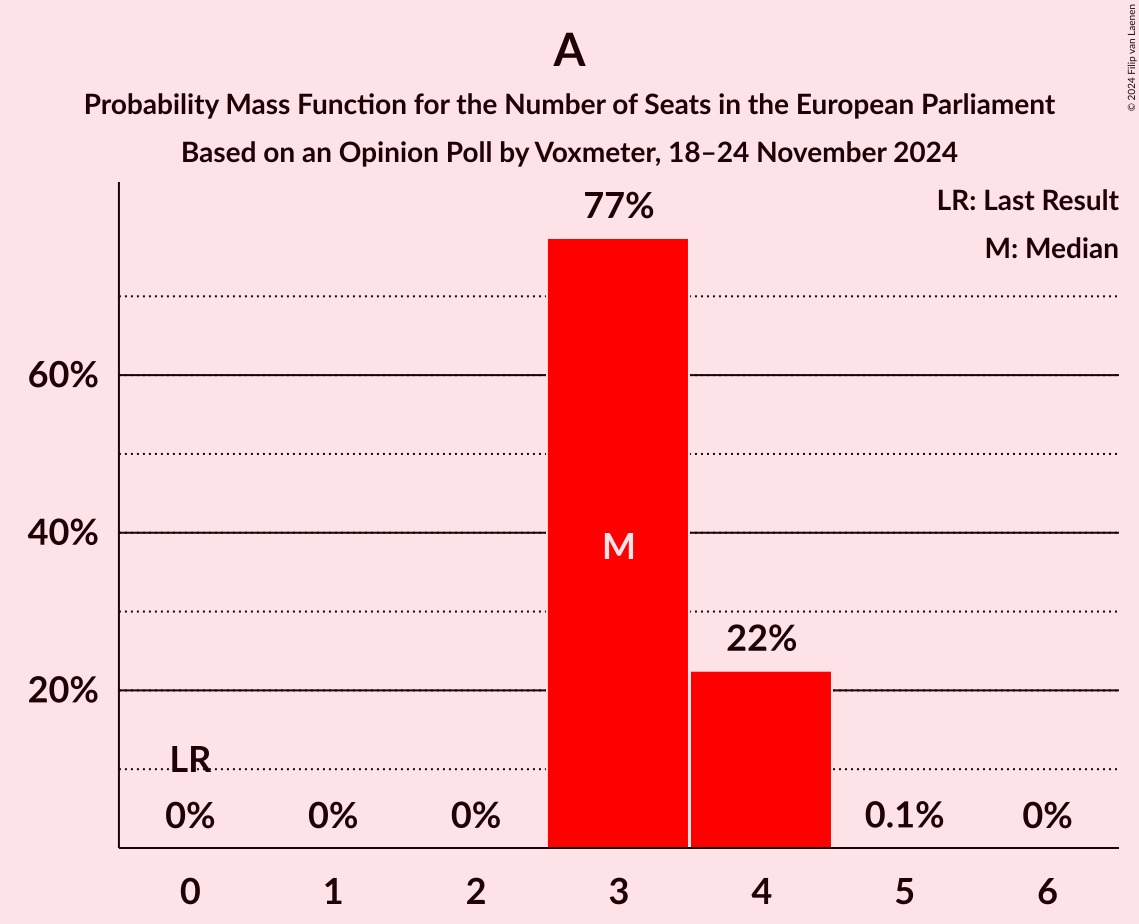 A
Probability Mass Function for the Number of Seats in the European Parliament
Based on an Opinion Poll by Voxmeter, 18–24 November 2024
© 2024 Filip van Laenen
LR: Last Result
M: Median
77%
60%
40%
M
22%
20%
LR
0%
0%
0%
0.1%
0%
0 1 2 3 4 5 6